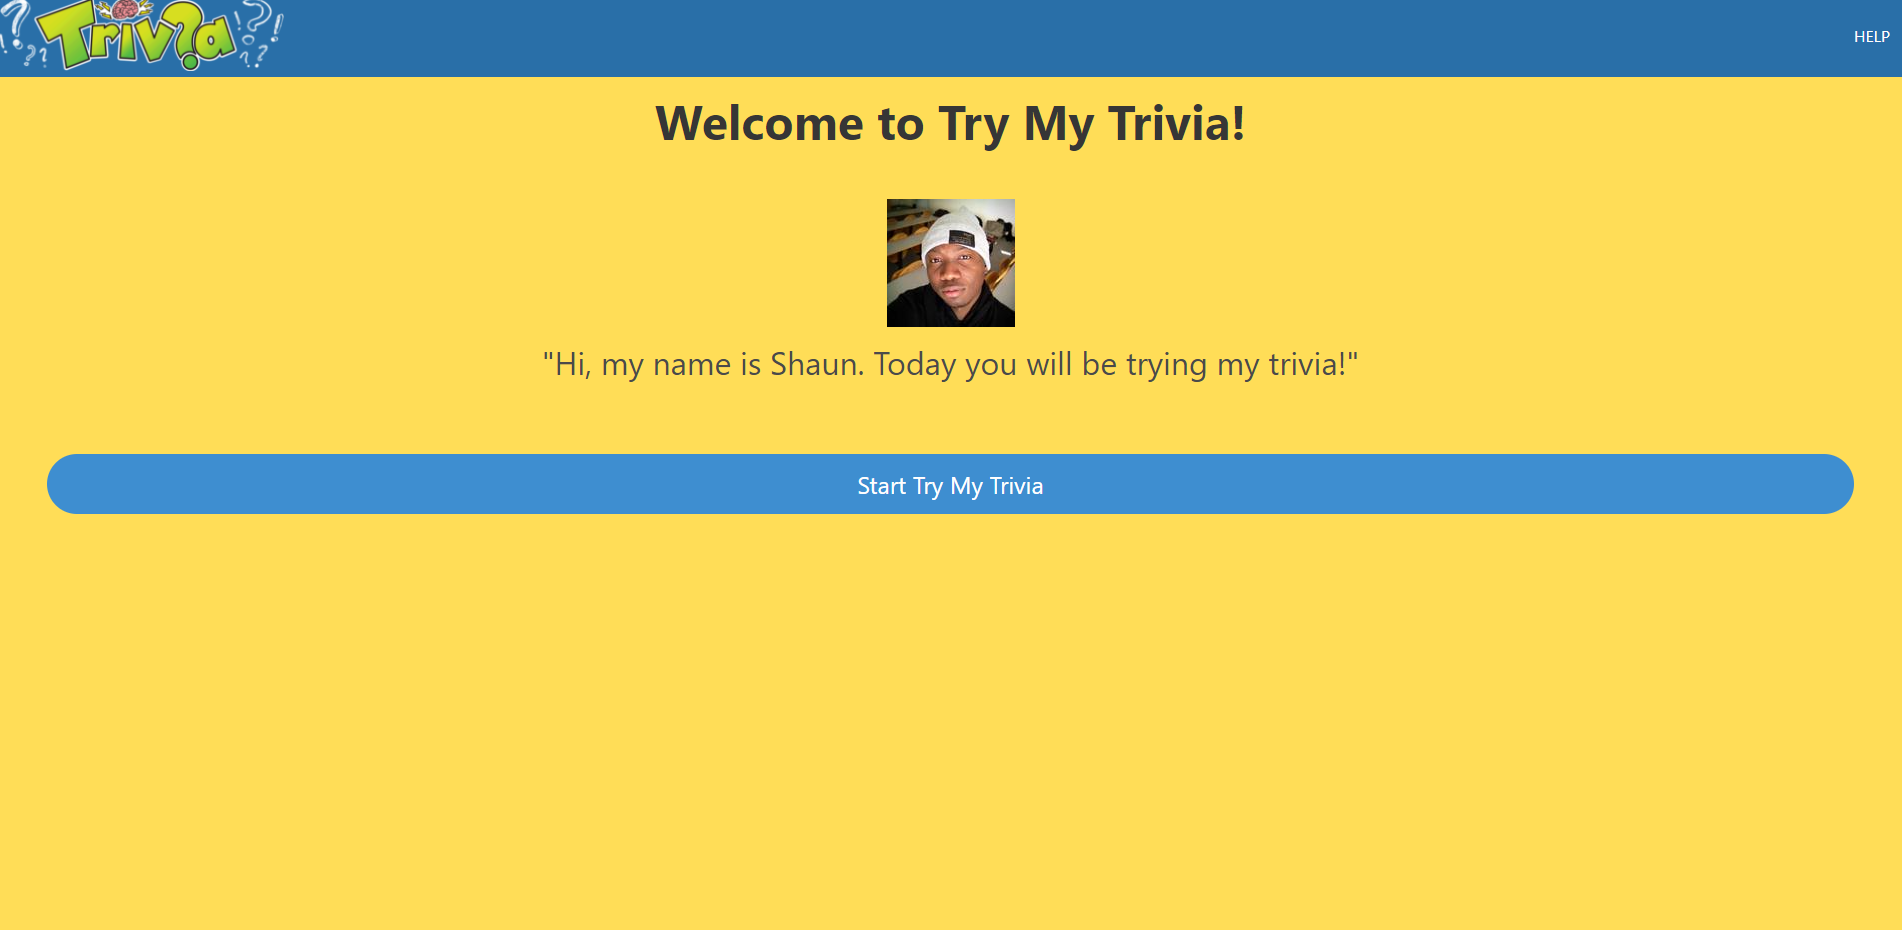 Triv?a
HELP
Welcome to Try My Trivia!
"Hi, my name is Shaun. Today you will be trying my trivia!"
Start Try My Trivia